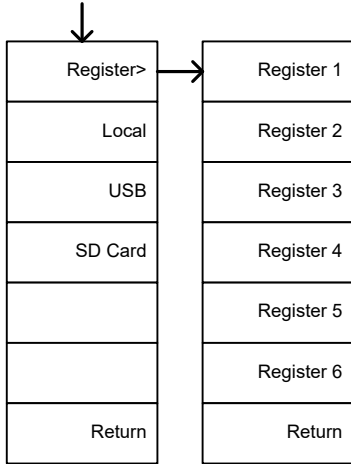 Register>
Local
USB
SD Card
Return
Register 1
Register 2
Register 3
Register 4
Register 5
Register 6
Return